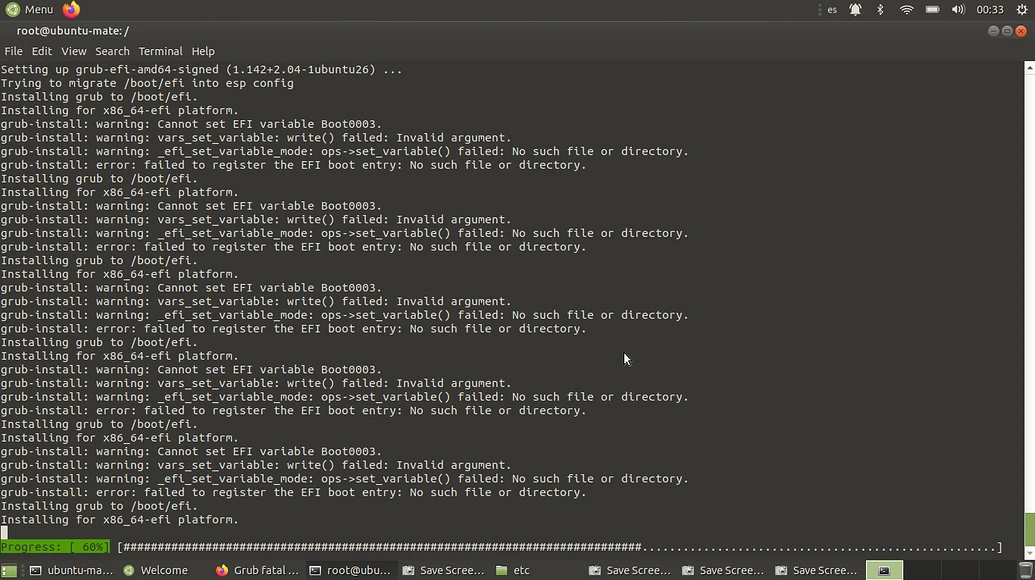 Menu
es
00:33
root@ubuntu-mate: /
File Edit View Search Terminal Help
Setting up grub-efi-amd64-signed (1.142+2.04-1ubuntu26) ...
Trying to migrate /boot/efi into esp config
Installing grub to /boot/efi.
Installing for x86_64-efi platform.
grub-install: warning: Cannot set EFI variable Boot0003.
grub-install: warning: vars_set_variable: write() failed: Invalid argument.
grub-install: warning: _efi_set_variable_mode: ops->set_variable() failed: No such file or directory.
grub-install: error: failed to register the EFI boot entry: No such file or directory.
Installing grub to /boot/efi.
Installing for x86_64-efi platform.
grub-install: warning: Cannot set EFI variable Boot0003.
grub-install: warning: vars_set_variable: write() failed: Invalid argument.
grub-install: warning: _efi_set_variable_mode: ops->set_variable() failed: No such file or directory.
grub-install: error: failed to register the EFI boot entry: No such file or directory.
Installing grub to /boot/efi.
Installing for x86_64-efi platform.
grub-install: warning: Cannot set EFI variable Boot0003.
grub-install: warning: vars_set_variable: write() failed: Invalid argument.
grub-install: warning: _efi_set_variable_mode: ops->set_variable() failed: No such file or directory.
grub-install: error: failed to register the EFI boot entry: No such file or directory.
Installing grub to /boot/efi.
Installing for x86_64-efi platform.
grub-install: warning: Cannot set EFI variable Boot0003.
grub-install: warning: vars_set_variable: write() failed: Invalid argument.
grub-install: warning: _efi_set_variable_mode: ops->set_variable() failed: No such file or directory.
grub-install: error: failed to register the EFI boot entry: No such file or directory.
Installing grub to /boot/efi.
Installing for x86_64-efi platform.
grub-install: warning: Cannot set EFI variable Boot0003.
grub-install: warning: vars_set_variable: write() failed: Invalid argument.
grub-install: warning: _efi_set_variable_mode: ops->set_variable() failed: No such file or directory.
grub-install: error: failed to register the EFI boot entry: No such file or directory.
Installing grub to /boot/efi.
Installing for x86_64-efi platform.
Progress: [ 60%] [############################################################################.....................................................]
ubuntu-ma... Welcome Grub fatal ... root@ubu... Save Scree... etc Save Scree... Save Scree... Save Scree...